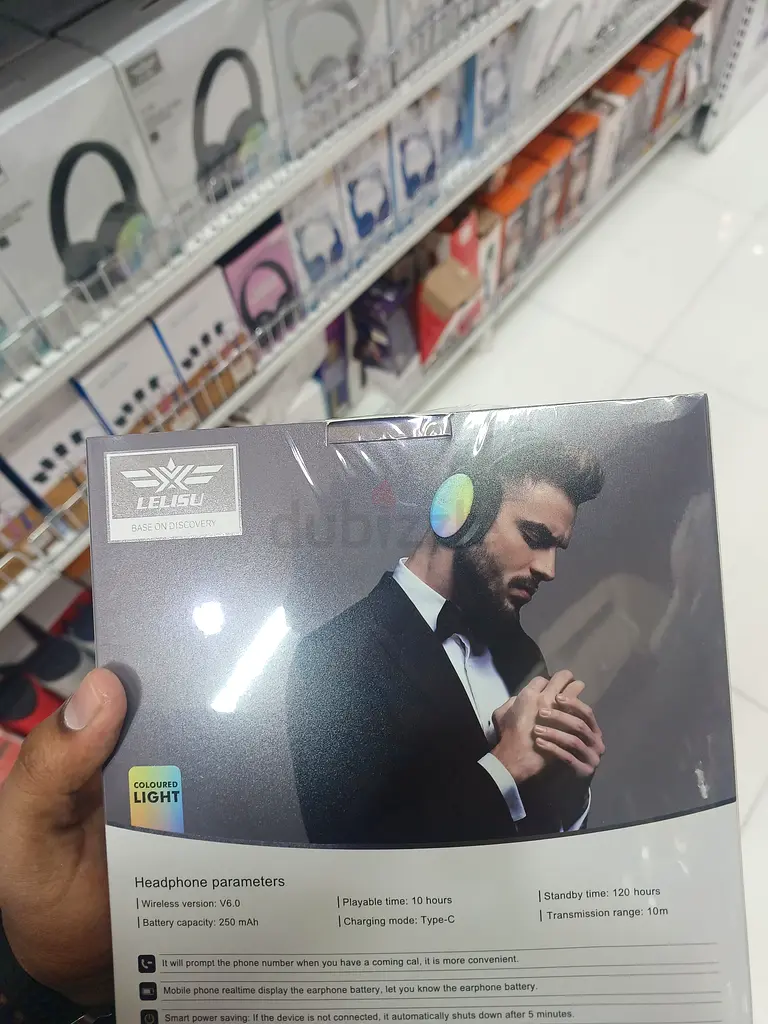 LELISU
BASE ON DISCOVERY
dubizz
COLOURED
LIGHT
Headphone parameters
Wireless version: V6.0
Playable time: 10 hours
Standby time: 120 hours
Battery capacity: 250 mAh
Charging mode: Type-C
Transmission range: 10m
It will prompt the phone number when you have a coming cal, it is more convenient.
Mobile phone realtime display the earphone battery, let you know the earphone battery.
Smart power saving: If the device is not connected, it automatically shuts down after 5 minutes.